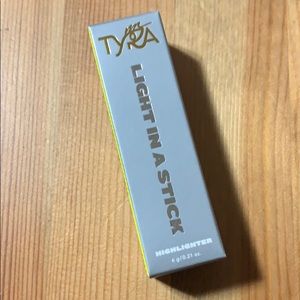 TYRA
LIGHT IN A STICK
HIGHLIGHTER
6 g/0.21 oz.